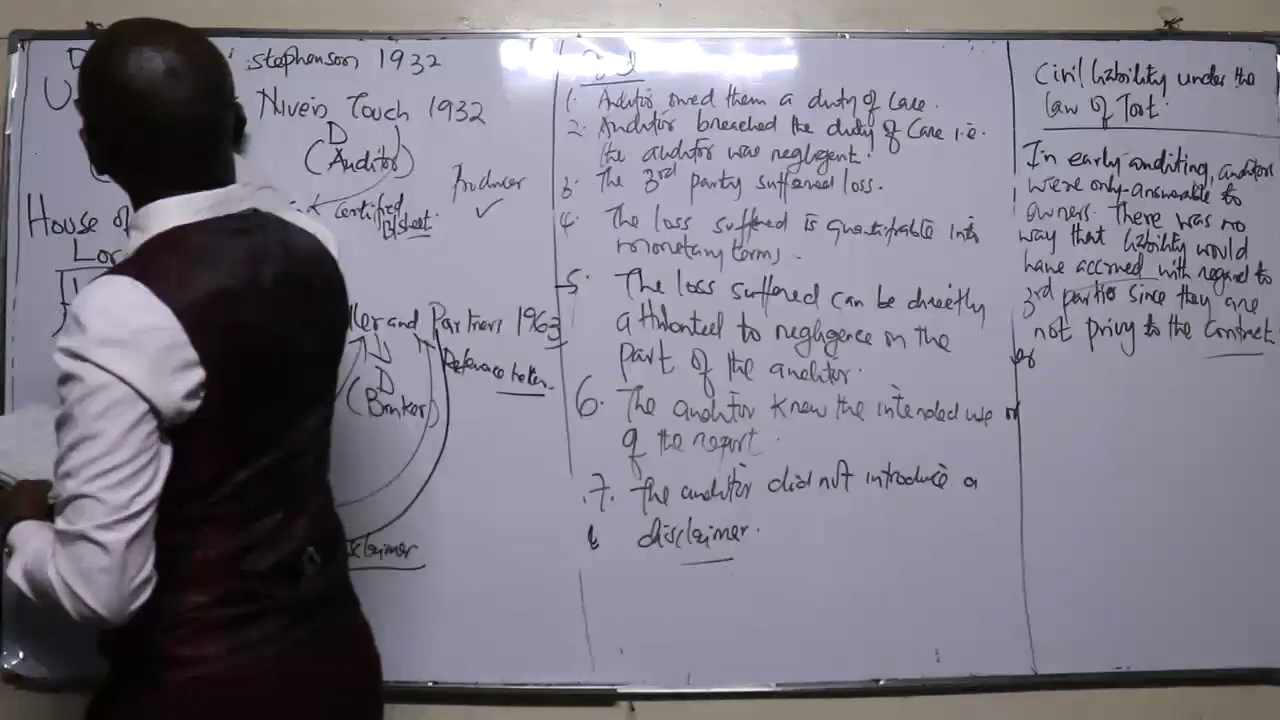 D
stephenson 1932
U
Niveis Touch 1932
D
(Auditor)
Producer
certified
B/sheet.
House of
Lor
ller and Partners 1963
Reference letter.
D
(Banker)
sclaimer
1. Auditor owed them a duty of care.
2. Auditor breached the duty of Care i.e.
the auditor was negligent.
3. The 3rd party suffered loss.
4. The loss suffered is quantifiable into
monetary terms.
5. The loss suffered can be directly
attributed to negligence on the
part of the auditor.
6. The auditor knew the intended use
of the report.
7. The auditor did not introduce a
disclaimer.
Civil liability under the
law of Tort.
In early auditing, auditors
were only answerable to
owners. There was no
way that liability would
have accrued with regard to
3rd parties since they are
not privy to the contract